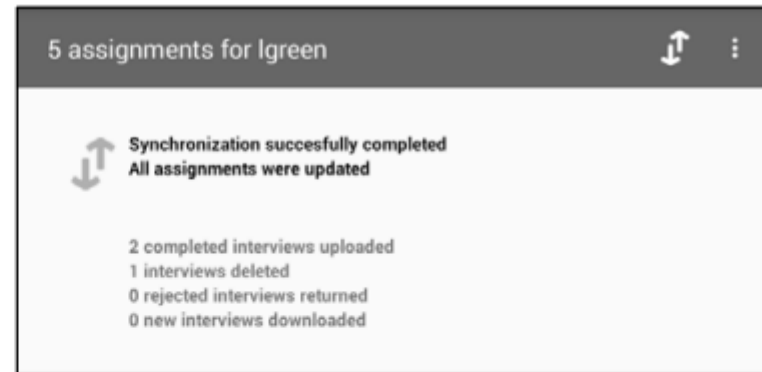 5 assignments for lgreen
Synchronization succesfully completed
All assignments were updated
2 completed interviews uploaded
1 interviews deleted
0 rejected interviews returned
0 new interviews downloaded